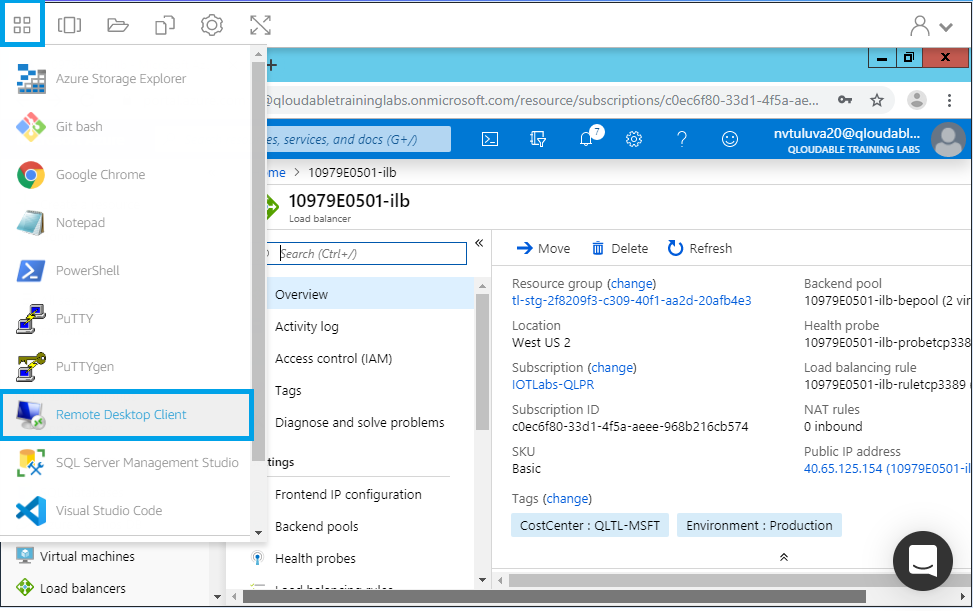 Azure Storage Explorer
Git bash
Google Chrome
Notepad
PowerShell
PuTTY
PuTTYgen
Remote Desktop Client
SQL Server Management Studio
Visual Studio Code
Virtual machines
Load balancers
@qloudabletraininglabs.onmicrosoft.com/resource/subscriptions/c0ec6f80-33d1-4f5a-ae...
es, services, and docs (G+/)
7
nvtuluva20@qloudabl...
QLOUDABLE TRAINING LABS
me > 10979E0501-ilb
10979E0501-ilb
Load balancer
Search (Ctrl+/)
«
Overview
Activity log
Access control (IAM)
Tags
Diagnose and solve problems
tings
Frontend IP configuration
Backend pools
Health probes
Load balancing rules
Move Delete Refresh
Resource group (change)
tl-stg-2f8209f3-c309-40f1-aa2d-20afb4e3
Location
West US 2
Subscription (change)
IOTLabs-QLPR
Subscription ID
c0ec6f80-33d1-4f5a-aeee-968b216cb574
SKU
Basic
Tags (change)
CostCenter : QLTL-MSFT Environment : Production
Backend pool
10979E0501-ilb-bepool (2 vir
Health probe
10979E0501-ilb-probetcp338
Load balancing rule
10979E0501-ilb-ruletcp3389 (
NAT rules
0 inbound
Public IP address
40.65.125.154 (10979E0501-il